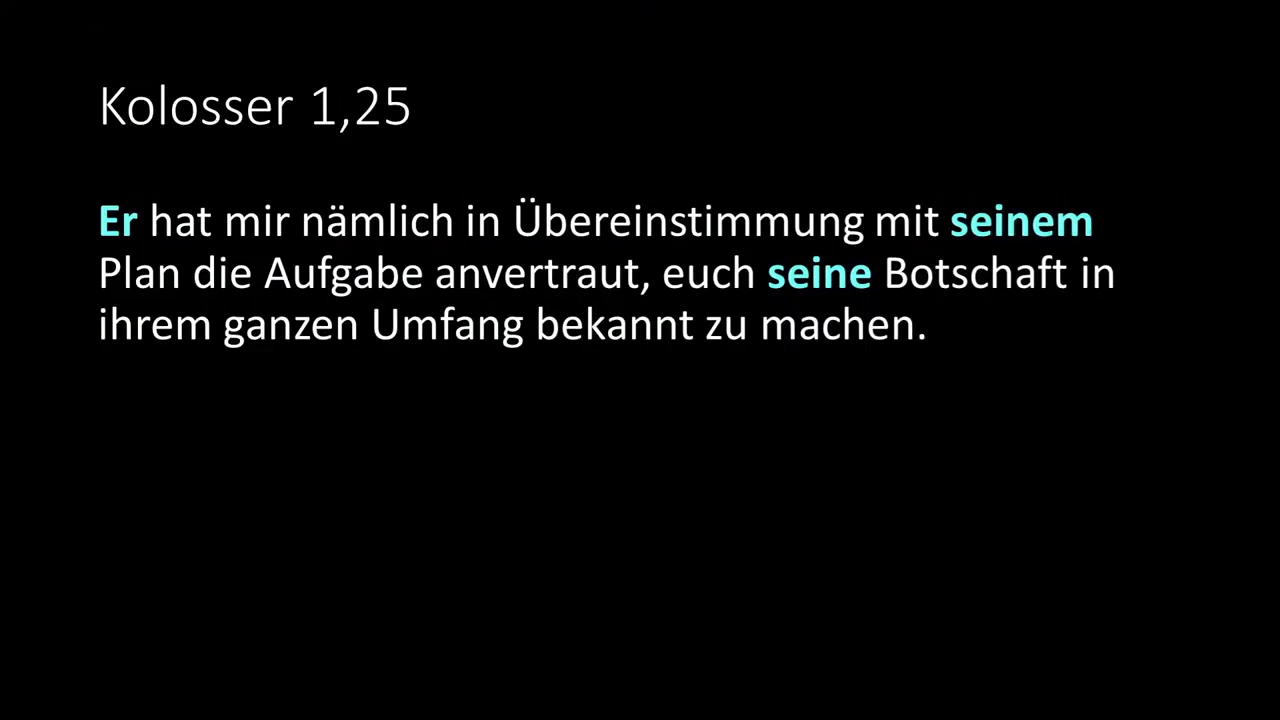 Kolosser 1,25
Er hat mir nämlich in Übereinstimmung mit seinem
Plan die Aufgabe anvertraut, euch seine Botschaft in
ihrem ganzen Umfang bekannt zu machen.